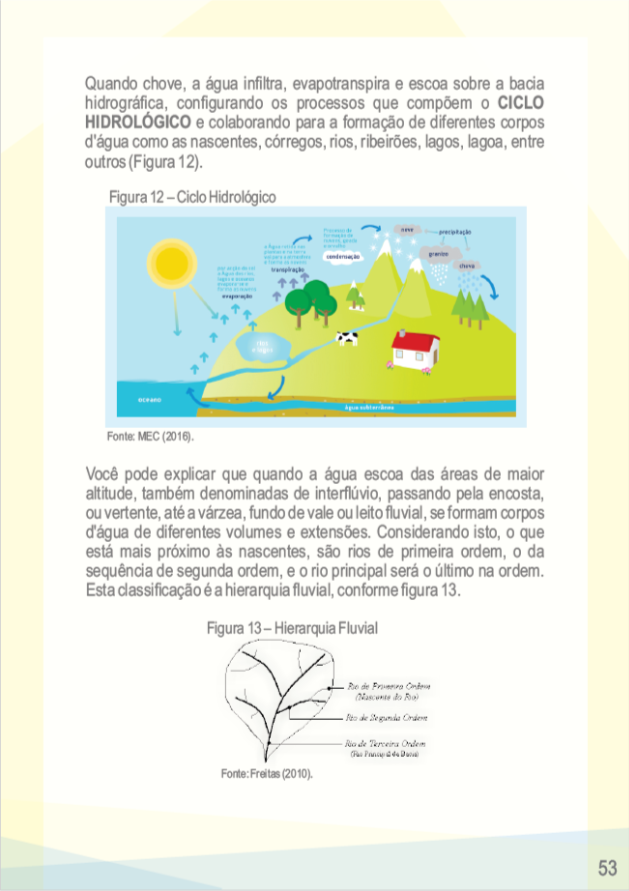 Quando chove, a água infiltra, evapotranspira e escoa sobre a bacia
hidrográfica, configurando os processos que compõem o CICLO
HIDROLÓGICO e colaborando para a formação de diferentes corpos
d'água como as nascentes, córregos, rios, ribeirões, lagos, lagoa, entre
outros (Figura 12).
Figura 12 – Ciclo Hidrológico
evaporação
transpiração
condensação
neve
precipitação
granizo
chuva
rios
e lagos
OCEANO
Água subterrânea
Fonte: MEC (2016).
Você pode explicar que quando a água escoa das áreas de maior
altitude, também denominadas de interflúvio, passando pela encosta,
ou vertente, até a várzea, fundo de vale ou leito fluvial, se formam corpos
d'água de diferentes volumes e extensões. Considerando isto, o que
está mais próximo às nascentes, são rios de primeira ordem, o da
sequência de segunda ordem, e o rio principal será o último na ordem.
Esta classificação é a hierarquia fluvial, conforme figura 13.
Figura 13 – Hierarquia Fluvial
Rio de Primeira Ordem
(Nascente do Rio)
Rio de Segunda Ordem
Rio de Terceira Ordem
Fonte: Freitas (2010).
53